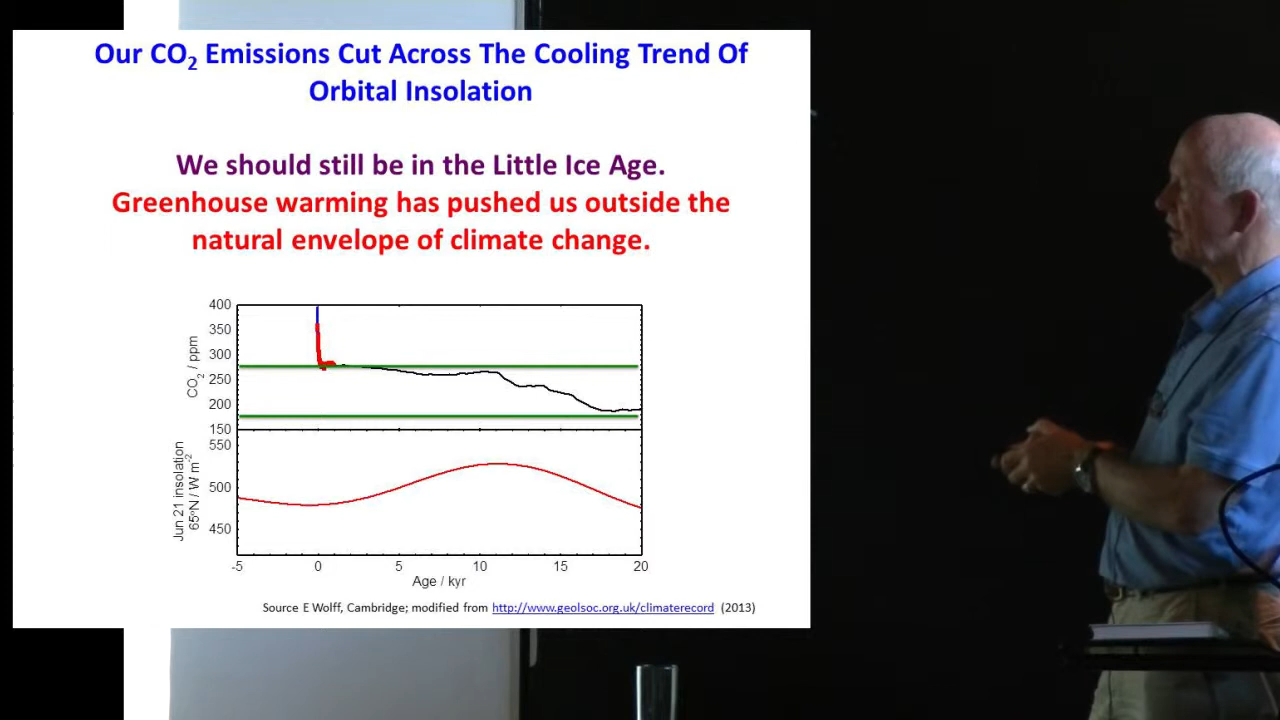 Our CO₂ Emissions Cut Across The Cooling Trend Of
Orbital Insolation
We should still be in the Little Ice Age.
Greenhouse warming has pushed us outside the
natural envelope of climate change.
400
350
300
250
200
150
CO₂ / ppm
550
500
450
Jun 21 insolation
65°N / W m⁻²
-5 0 5 10 15 20
Age / kyr
Source E Wolff, Cambridge; modified from http://www.geolsoc.org.uk/climaterecord (2013)